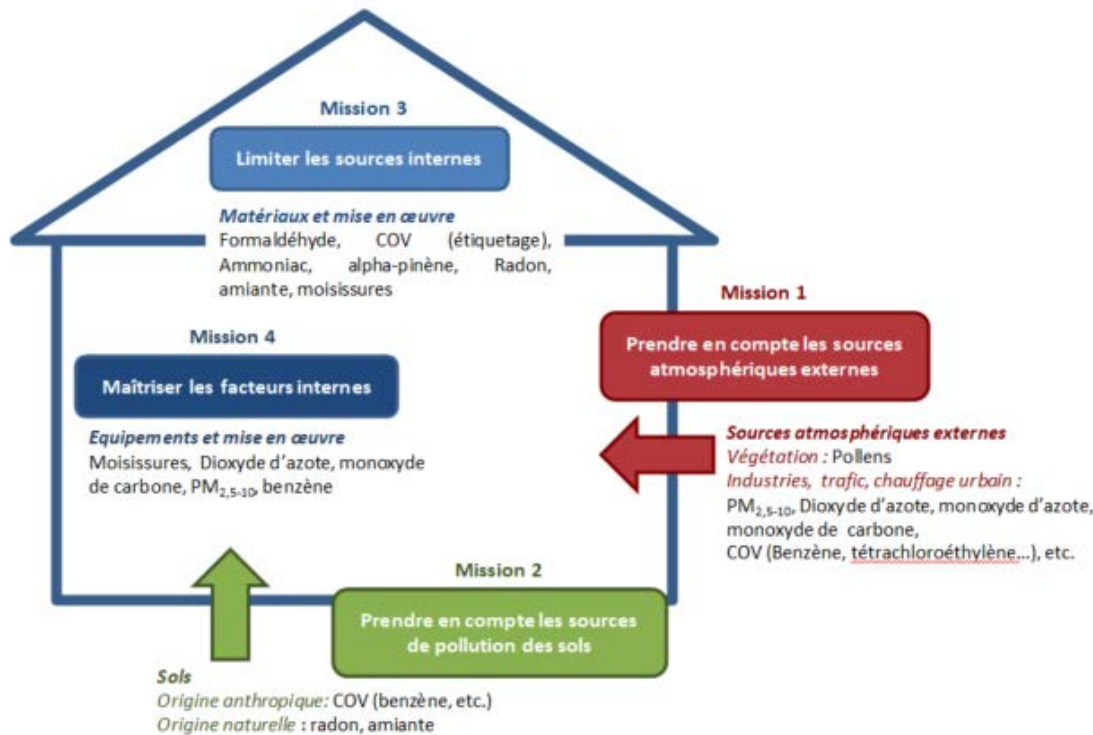 Mission 3
Limiter les sources internes
Matériaux et mise en œuvre
Formaldéhyde, COV (étiquetage),
Ammoniac, alpha-pinène, Radon,
amiante, moisissures
Mission 1
Prendre en compte les sources
atmosphériques externes
Mission 4
Maîtriser les facteurs internes
Equipements et mise en œuvre
Moisissures, Dioxyde d'azote, monoxyde
de carbone, PM2,5-10, benzène
Sources atmosphériques externes
Végétation : Pollens
Industries, trafic, chauffage urbain :
PM2,5-10, Dioxyde d'azote, monoxyde d'azote,
monoxyde de carbone,
COV (Benzène, tétrachloroéthylène...), etc.
Mission 2
Prendre en compte les sources
de pollution des sols
Sols
Origine anthropique: COV (benzène, etc.)
Origine naturelle : radon, amiante